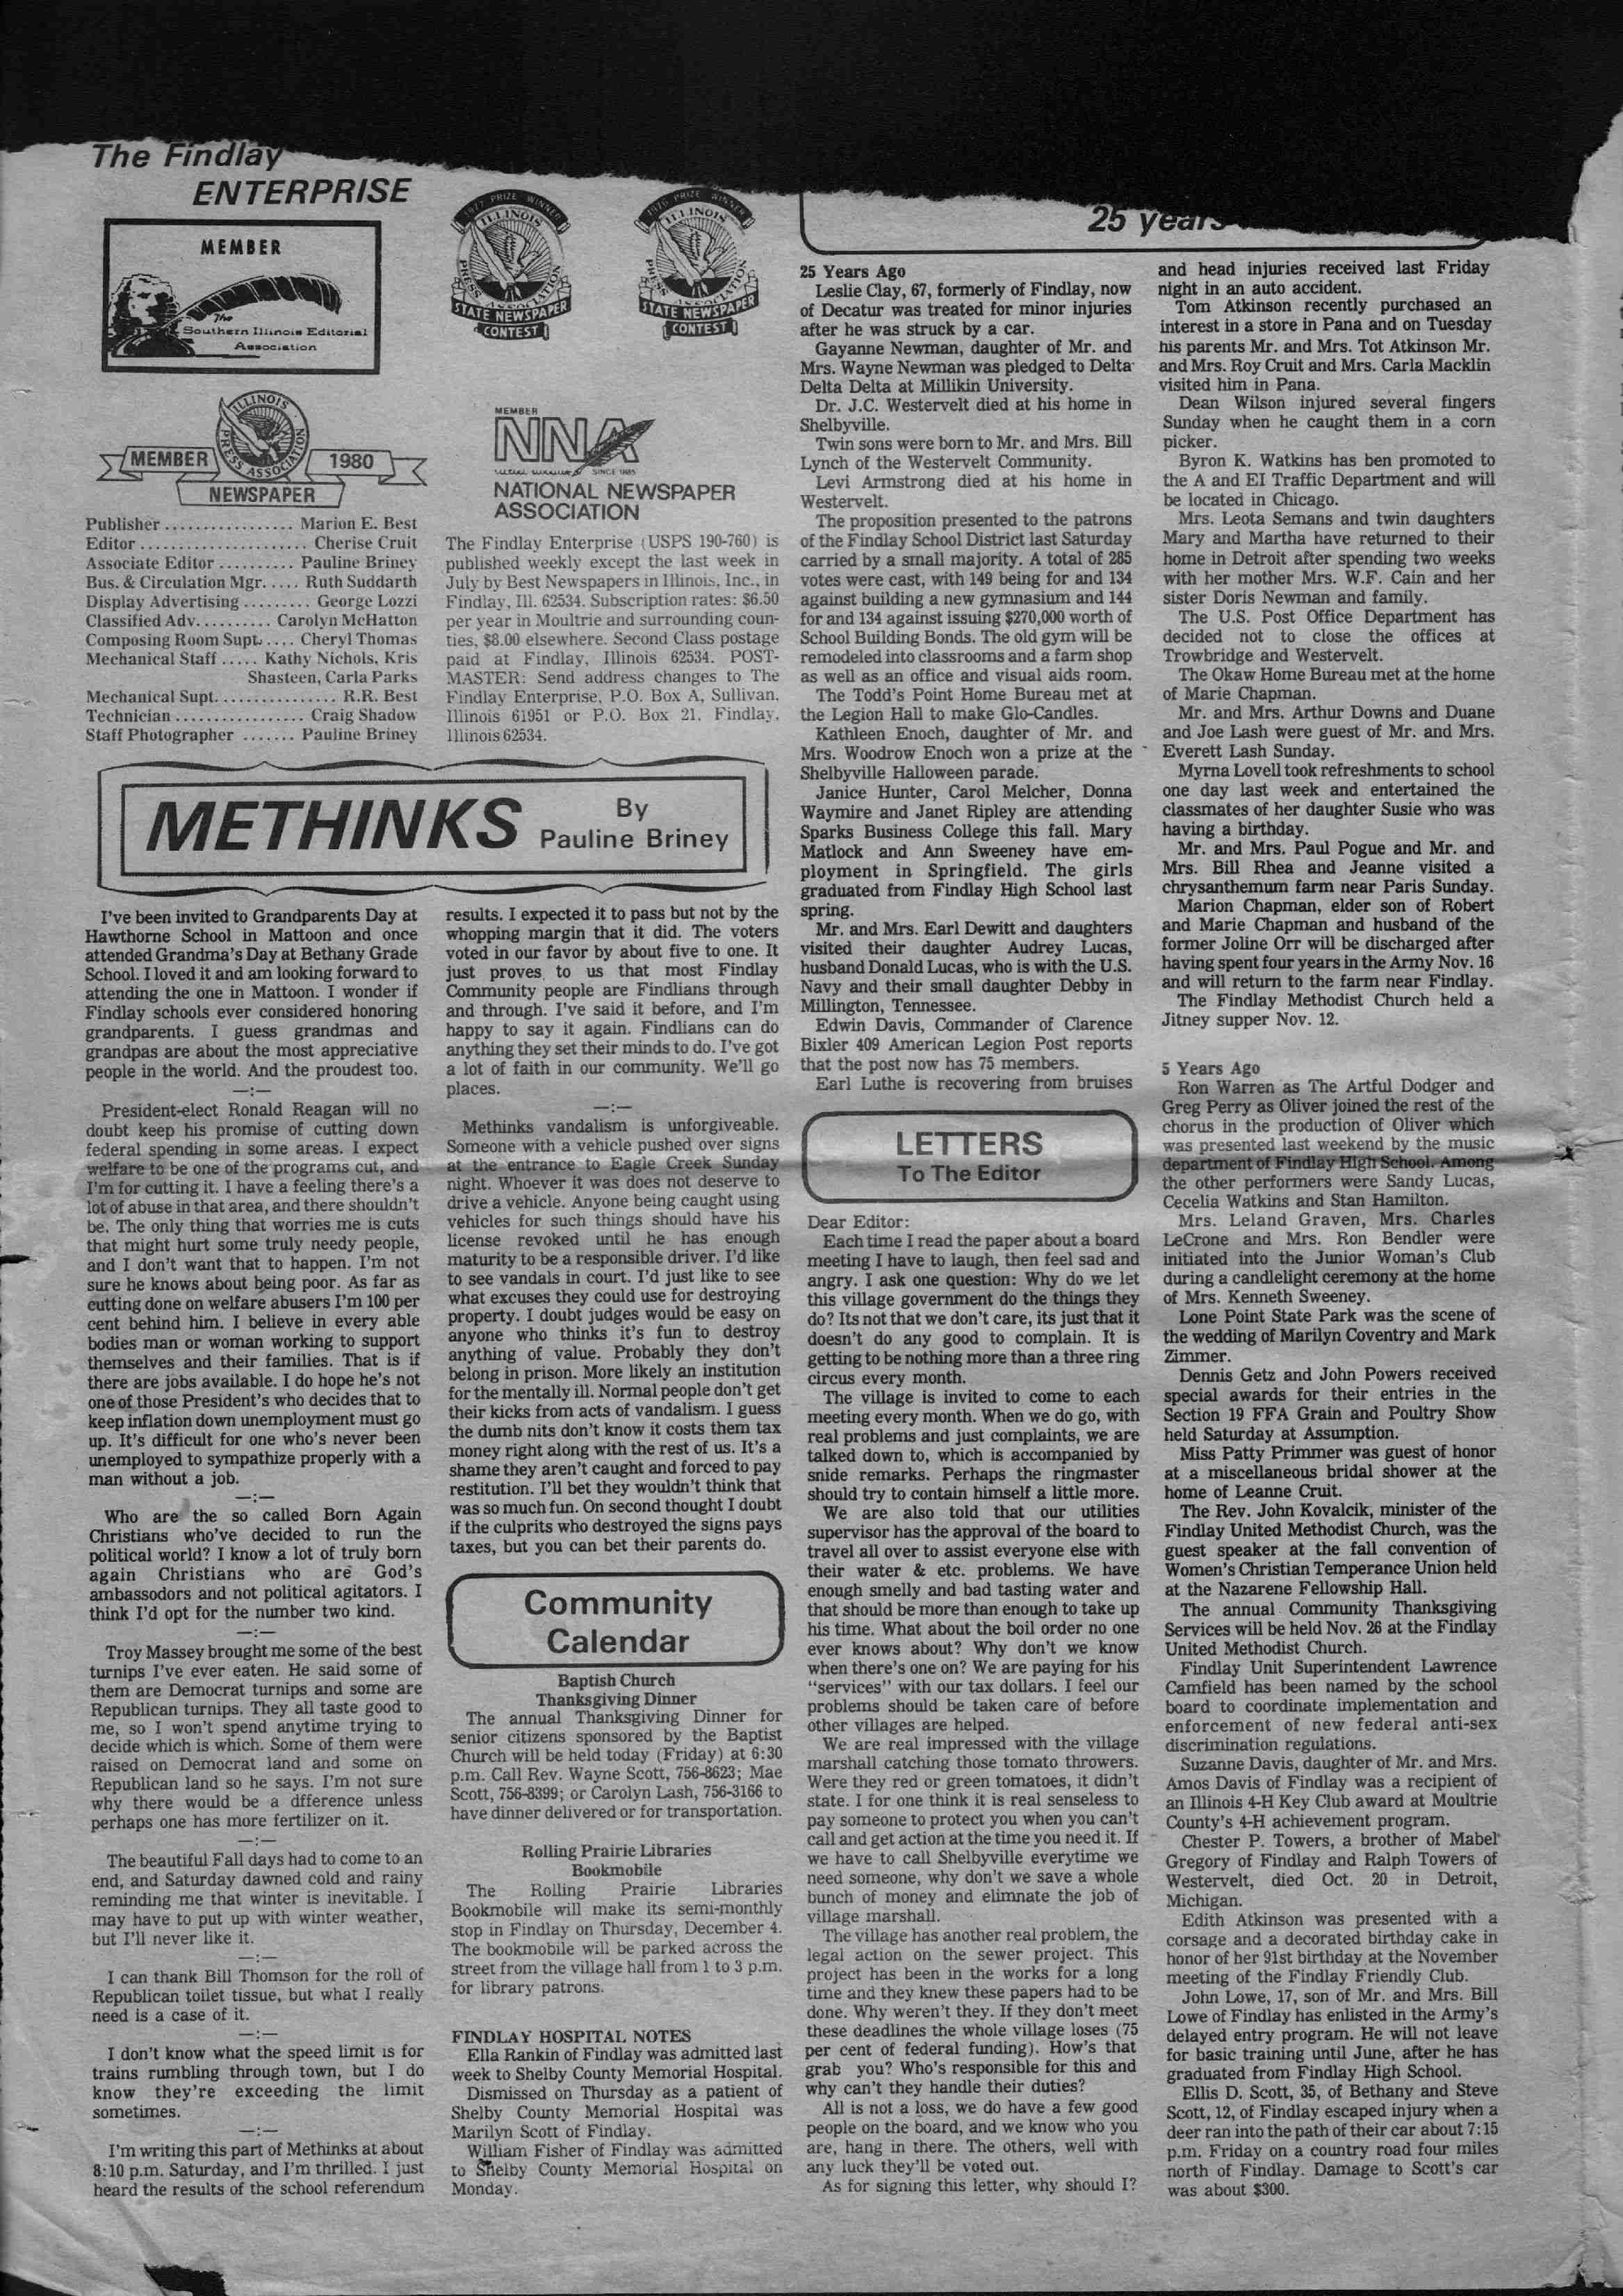 The Findlay
ENTERPRISE
MEMBER
The
Southern Illinois Editorial
Association
1977 PRIZE WINNER
ILLINOIS
PRESS ASSOCIATION
STATE NEWSPAPER
CONTEST
1976 PRIZE WINNER
ILLINOIS
PRESS ASSOCIATION
STATE NEWSPAPER
CONTEST
ILLINOIS
PRESS ASSOCIATION
MEMBER
1980
NEWSPAPER
MEMBER
NNA
SINCE 1885
NATIONAL NEWSPAPER
ASSOCIATION
Publisher ................. Marion E. Best
Editor ...................... Cherise Cruit
Associate Editor .......... Pauline Briney
Bus. & Circulation Mgr. .... Ruth Suddarth
Display Advertising ......... George Lozzi
Classified Adv. ......... Carolyn McHatton
Composing Room Supt. .... Cheryl Thomas
Mechanical Staff ..... Kathy Nichols, Kris
Shasteen, Carla Parks
Mechanical Supt. ............... R.R. Best
Technician ................. Craig Shadow
Staff Photographer ....... Pauline Briney
The Findlay Enterprise (USPS 190-760) is
published weekly except the last week in
July by Best Newspapers in Illinois, Inc., in
Findlay, Ill. 62534. Subscription rates: $6.50
per year in Moultrie and surrounding coun-
ties, $8.00 elsewhere. Second Class postage
paid at Findlay, Illinois 62534. POST-
MASTER: Send address changes to The
Findlay Enterprise, P.O. Box A, Sullivan,
Illinois 61951 or P.O. Box 21, Findlay,
Illinois 62534.
METHINKS
By
Pauline Briney
I've been invited to Grandparents Day at
Hawthorne School in Mattoon and once
attended Grandma's Day at Bethany Grade
School. I loved it and am looking forward to
attending the one in Mattoon. I wonder if
Findlay schools ever considered honoring
grandparents. I guess grandmas and
grandpas are about the most appreciative
people in the world. And the proudest too.
—:—
President-elect Ronald Reagan will no
doubt keep his promise of cutting down
federal spending in some areas. I expect
welfare to be one of the programs cut, and
I'm for cutting it. I have a feeling there's a
lot of abuse in that area, and there shouldn't
be. The only thing that worries me is cuts
that might hurt some truly needy people,
and I don't want that to happen. I'm not
sure he knows about being poor. As far as
cutting done on welfare abusers I'm 100 per
cent behind him. I believe in every able
bodies man or woman working to support
themselves and their families. That is if
there are jobs available. I do hope he's not
one of those President's who decides that to
keep inflation down unemployment must go
up. It's difficult for one who's never been
unemployed to sympathize properly with a
man without a job.
—:—
Who are the so called Born Again
Christians who've decided to run the
political world? I know a lot of truly born
again Christians who are God's
ambassodors and not political agitators. I
think I'd opt for the number two kind.
—:—
Troy Massey brought me some of the best
turnips I've ever eaten. He said some of
them are Democrat turnips and some are
Republican turnips. They all taste good to
me, so I won't spend anytime trying to
decide which is which. Some of them were
raised on Democrat land and some on
Republican land so he says. I'm not sure
why there would be a dfference unless
perhaps one has more fertilizer on it.
—:—
The beautiful Fall days had to come to an
end, and Saturday dawned cold and rainy
reminding me that winter is inevitable. I
may have to put up with winter weather,
but I'll never like it.
—:—
I can thank Bill Thomson for the roll of
Republican toilet tissue, but what I really
need is a case of it.
—:—
I don't know what the speed limit is for
trains rumbling through town, but I do
know they're exceeding the limit
sometimes.
—:—
I'm writing this part of Methinks at about
8:10 p.m. Saturday, and I'm thrilled. I just
heard the results of the school referendum
results. I expected it to pass but not by the
whopping margin that it did. The voters
voted in our favor by about five to one. It
just proves to us that most Findlay
Community people are Findlians through
and through. I've said it before, and I'm
happy to say it again. Findlians can do
anything they set their minds to do. I've got
a lot of faith in our community. We'll go
places.
—:—
Methinks vandalism is unforgiveable.
Someone with a vehicle pushed over signs
at the entrance to Eagle Creek Sunday
night. Whoever it was does not deserve to
drive a vehicle. Anyone being caught using
vehicles for such things should have his
license revoked until he has enough
maturity to be a responsible driver. I'd like
to see vandals in court. I'd just like to see
what excuses they could use for destroying
property. I doubt judges would be easy on
anyone who thinks it's fun to destroy
anything of value. Probably they don't
belong in prison. More likely an institution
for the mentally ill. Normal people don't get
their kicks from acts of vandalism. I guess
the dumb nits don't know it costs them tax
money right along with the rest of us. It's a
shame they aren't caught and forced to pay
restitution. I'll bet they wouldn't think that
was so much fun. On second thought I doubt
if the culprits who destroyed the signs pays
taxes, but you can bet their parents do.
Community
Calendar
Baptish Church
Thanksgiving Dinner
The annual Thanksgiving Dinner for
senior citizens sponsored by the Baptist
Church will be held today (Friday) at 6:30
p.m. Call Rev. Wayne Scott, 756-8623; Mae
Scott, 756-8399; or Carolyn Lash, 756-3166 to
have dinner delivered or for transportation.
Rolling Prairie Libraries
Bookmobile
The Rolling Prairie Libraries
Bookmobile will make its semi-monthly
stop in Findlay on Thursday, December 4.
The bookmobile will be parked across the
street from the village hall from 1 to 3 p.m.
for library patrons.
FINDLAY HOSPITAL NOTES
Ella Rankin of Findlay was admitted last
week to Shelby County Memorial Hospital.
Dismissed on Thursday as a patient of
Shelby County Memorial Hospital was
Marilyn Scott of Findlay.
William Fisher of Findlay was admitted
to Shelby County Memorial Hospital on
Monday.
25 years
25 Years Ago
Leslie Clay, 67, formerly of Findlay, now
of Decatur was treated for minor injuries
after he was struck by a car.
Gayanne Newman, daughter of Mr. and
Mrs. Wayne Newman was pledged to Delta
Delta Delta at Millikin University.
Dr. J.C. Westervelt died at his home in
Shelbyville.
Twin sons were born to Mr. and Mrs. Bill
Lynch of the Westervelt Community.
Levi Armstrong died at his home in
Westervelt.
The proposition presented to the patrons
of the Findlay School District last Saturday
carried by a small majority. A total of 285
votes were cast, with 149 being for and 134
against building a new gymnasium and 144
for and 134 against issuing $270,000 worth of
School Building Bonds. The old gym will be
remodeled into classrooms and a farm shop
as well as an office and visual aids room.
The Todd's Point Home Bureau met at
the Legion Hall to make Glo-Candles.
Kathleen Enoch, daughter of Mr. and
Mrs. Woodrow Enoch won a prize at the
Shelbyville Halloween parade.
Janice Hunter, Carol Melcher, Donna
Waymire and Janet Ripley are attending
Sparks Business College this fall. Mary
Matlock and Ann Sweeney have em-
ployment in Springfield. The girls
graduated from Findlay High School last
spring.
Mr. and Mrs. Earl Dewitt and daughters
visited their daughter Audrey Lucas,
husband Donald Lucas, who is with the U.S.
Navy and their small daughter Debby in
Millington, Tennessee.
Edwin Davis, Commander of Clarence
Bixler 409 American Legion Post reports
that the post now has 75 members.
Earl Luthe is recovering from bruises
LETTERS
To The Editor
Dear Editor:
Each time I read the paper about a board
meeting I have to laugh, then feel sad and
angry. I ask one question: Why do we let
this village government do the things they
do? Its not that we don't care, its just that it
doesn't do any good to complain. It is
getting to be nothing more than a three ring
circus every month.
The village is invited to come to each
meeting every month. When we do go, with
real problems and just complaints, we are
talked down to, which is accompanied by
snide remarks. Perhaps the ringmaster
should try to contain himself a little more.
We are also told that our utilities
supervisor has the approval of the board to
travel all over to assist everyone else with
their water & etc. problems. We have
enough smelly and bad tasting water and
that should be more than enough to take up
his time. What about the boil order no one
ever knows about? Why don't we know
when there's one on? We are paying for his
"services" with our tax dollars. I feel our
problems should be taken care of before
other villages are helped.
We are real impressed with the village
marshall catching those tomato throwers.
Were they red or green tomatoes, it didn't
state. I for one think it is real senseless to
pay someone to protect you when you can't
call and get action at the time you need it. If
we have to call Shelbyville everytime we
need someone, why don't we save a whole
bunch of money and elimnate the job of
village marshall.
The village has another real problem, the
legal action on the sewer project. This
project has been in the works for a long
time and they knew these papers had to be
done. Why weren't they. If they don't meet
these deadlines the whole village loses (75
per cent of federal funding). How's that
grab you? Who's responsible for this and
why can't they handle their duties?
All is not a loss, we do have a few good
people on the board, and we know who you
are, hang in there. The others, well with
any luck they'll be voted out.
As for signing this letter, why should I?
and head injuries received last Friday
night in an auto accident.
Tom Atkinson recently purchased an
interest in a store in Pana and on Tuesday
his parents Mr. and Mrs. Tot Atkinson Mr.
and Mrs. Roy Cruit and Mrs. Carla Macklin
visited him in Pana.
Dean Wilson injured several fingers
Sunday when he caught them in a corn
picker.
Byron K. Watkins has ben promoted to
the A and EI Traffic Department and will
be located in Chicago.
Mrs. Leota Semans and twin daughters
Mary and Martha have returned to their
home in Detroit after spending two weeks
with her mother Mrs. W.F. Cain and her
sister Doris Newman and family.
The U.S. Post Office Department has
decided not to close the offices at
Trowbridge and Westervelt.
The Okaw Home Bureau met at the home
of Marie Chapman.
Mr. and Mrs. Arthur Downs and Duane
and Joe Lash were guest of Mr. and Mrs.
Everett Lash Sunday.
Myrna Lovell took refreshments to school
one day last week and entertained the
classmates of her daughter Susie who was
having a birthday.
Mr. and Mrs. Paul Pogue and Mr. and
Mrs. Bill Rhea and Jeanne visited a
chrysanthemum farm near Paris Sunday.
Marion Chapman, elder son of Robert
and Marie Chapman and husband of the
former Joline Orr will be discharged after
having spent four years in the Army Nov. 16
and will return to the farm near Findlay.
The Findlay Methodist Church held a
Jitney supper Nov. 12.
5 Years Ago
Ron Warren as The Artful Dodger and
Greg Perry as Oliver joined the rest of the
chorus in the production of Oliver which
was presented last weekend by the music
department of Findlay High School. Among
the other performers were Sandy Lucas,
Cecelia Watkins and Stan Hamilton.
Mrs. Leland Graven, Mrs. Charles
LeCrone and Mrs. Ron Bendler were
initiated into the Junior Woman's Club
during a candlelight ceremony at the home
of Mrs. Kenneth Sweeney.
Lone Point State Park was the scene of
the wedding of Marilyn Coventry and Mark
Zimmer.
Dennis Getz and John Powers received
special awards for their entries in the
Section 19 FFA Grain and Poultry Show
held Saturday at Assumption.
Miss Patty Primmer was guest of honor
at a miscellaneous bridal shower at the
home of Leanne Cruit.
The Rev. John Kovalcik, minister of the
Findlay United Methodist Church, was the
guest speaker at the fall convention of
Women's Christian Temperance Union held
at the Nazarene Fellowship Hall.
The annual Community Thanksgiving
Services will be held Nov. 26 at the Findlay
United Methodist Church.
Findlay Unit Superintendent Lawrence
Camfield has been named by the school
board to coordinate implementation and
enforcement of new federal anti-sex
discrimination regulations.
Suzanne Davis, daughter of Mr. and Mrs.
Amos Davis of Findlay was a recipient of
an Illinois 4-H Key Club award at Moultrie
County's 4-H achievement program.
Chester P. Towers, a brother of Mabel
Gregory of Findlay and Ralph Towers of
Westervelt, died Oct. 20 in Detroit,
Michigan.
Edith Atkinson was presented with a
corsage and a decorated birthday cake in
honor of her 91st birthday at the November
meeting of the Findlay Friendly Club.
John Lowe, 17, son of Mr. and Mrs. Bill
Lowe of Findlay has enlisted in the Army's
delayed entry program. He will not leave
for basic training until June, after he has
graduated from Findlay High School.
Ellis D. Scott, 35, of Bethany and Steve
Scott, 12, of Findlay escaped injury when a
deer ran into the path of their car about 7:15
p.m. Friday on a country road four miles
north of Findlay. Damage to Scott's car
was about $300.